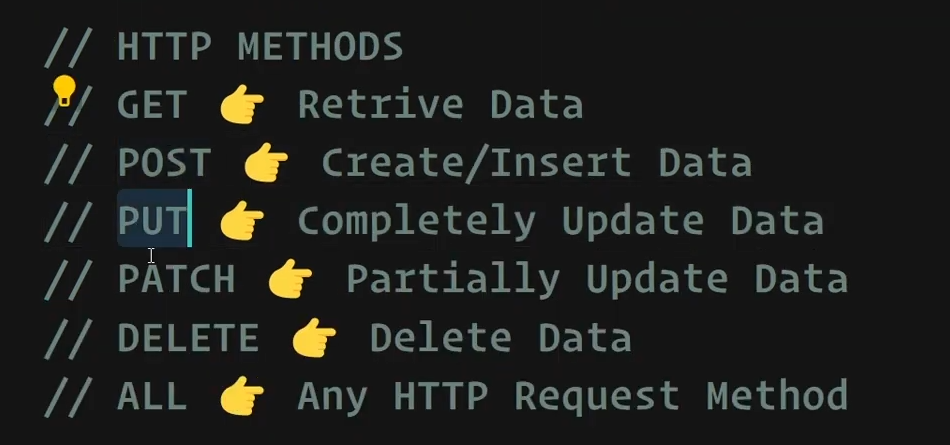 // HTTP METHODS
// GET 👉 Retrive Data
// POST 👉 Create/Insert Data
// PUT 👉 Completely Update Data
// PATCH 👉 Partially Update Data
// DELETE 👉 Delete Data
// ALL 👉 Any HTTP Request Method